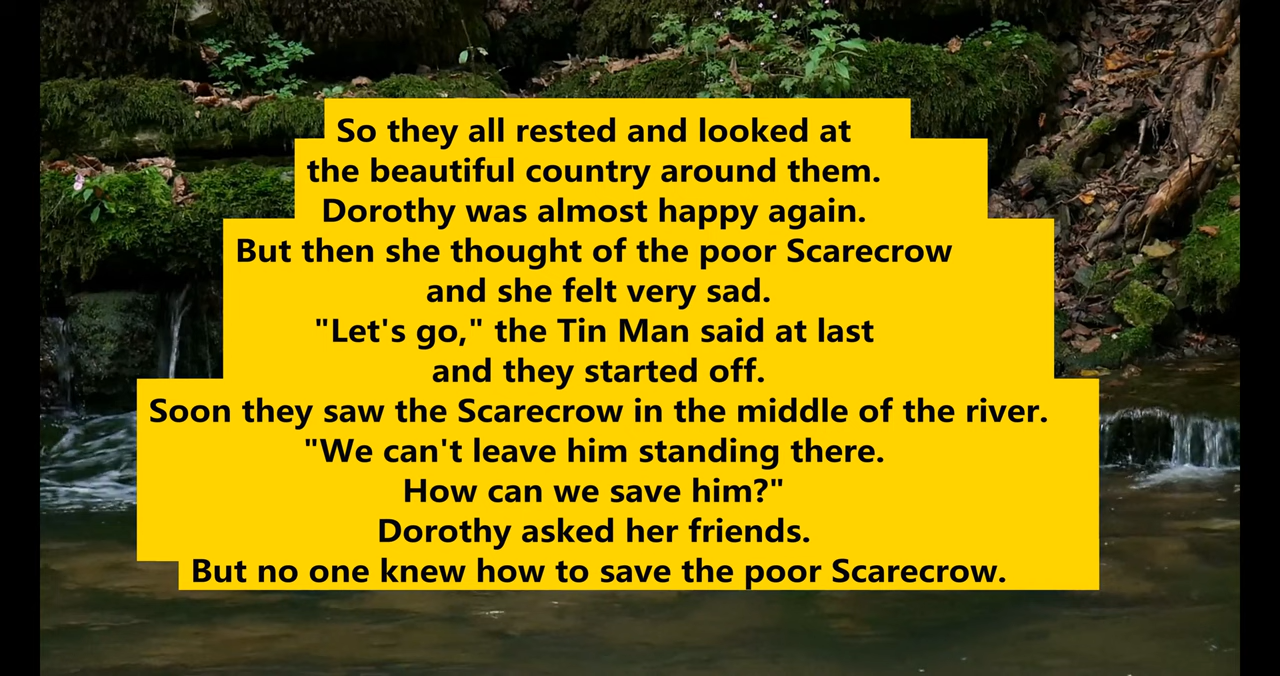 So they all rested and looked at
the beautiful country around them.
Dorothy was almost happy again.
But then she thought of the poor Scarecrow
and she felt very sad.
"Let's go," the Tin Man said at last
and they started off.
Soon they saw the Scarecrow in the middle of the river.
"We can't leave him standing there.
How can we save him?"
Dorothy asked her friends.
But no one knew how to save the poor Scarecrow.